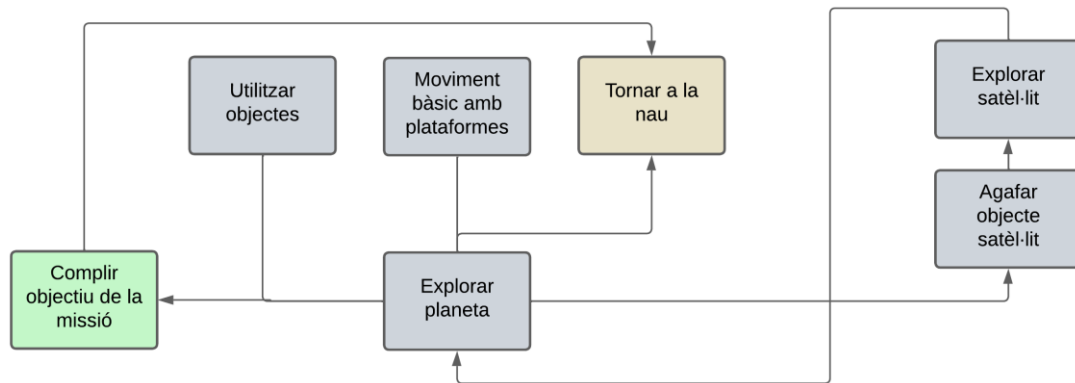 Utilitzar
objectes
Moviment
bàsic amb
plataformes
Tornar a la
nau
Explorar
satèl·lit
Agafar
objecte
satèl·lit
Complir
objectiu de la
missió
Explorar
planeta